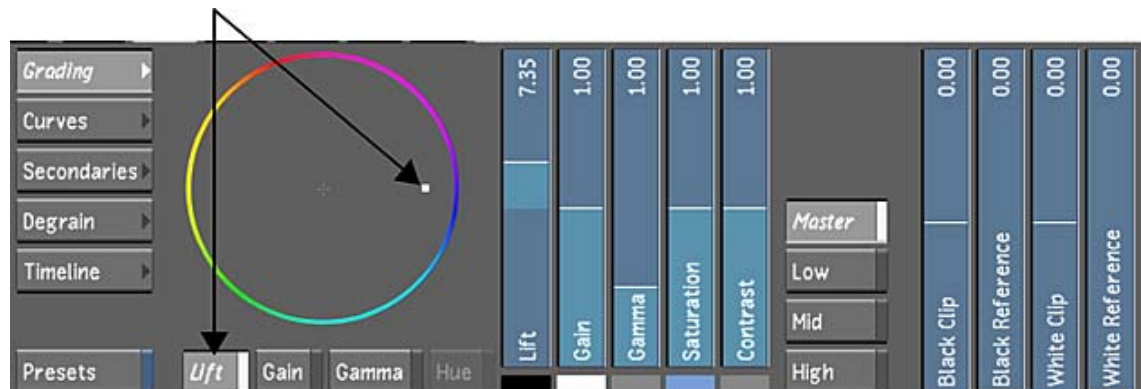 Grading
Curves
Secondaries
Degrain
Timeline
Presets
Lift
Gain
Gamma
Hue
7.35
Lift
1.00
Gain
1.00
Gamma
1.00
Saturation
1.00
Contrast
Master
Low
Mid
High
0.00
Black Clip
0.00
Black Reference
0.00
White Clip
0.00
White Reference